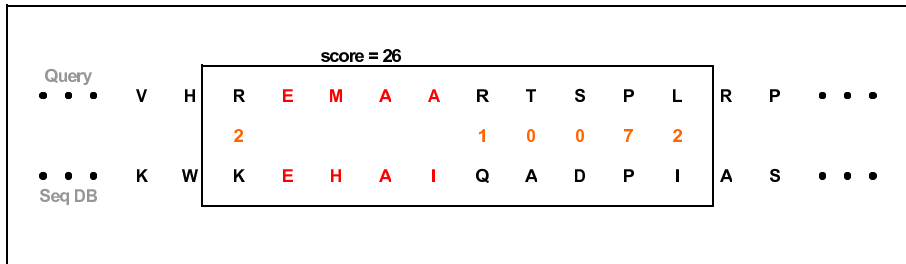 score = 26
Query
• • • V H R E M A A R T S P L R P • • •
2 1 0 0 7 2
• • • K W K E H A I Q A D P I A S • • •
Seq DB